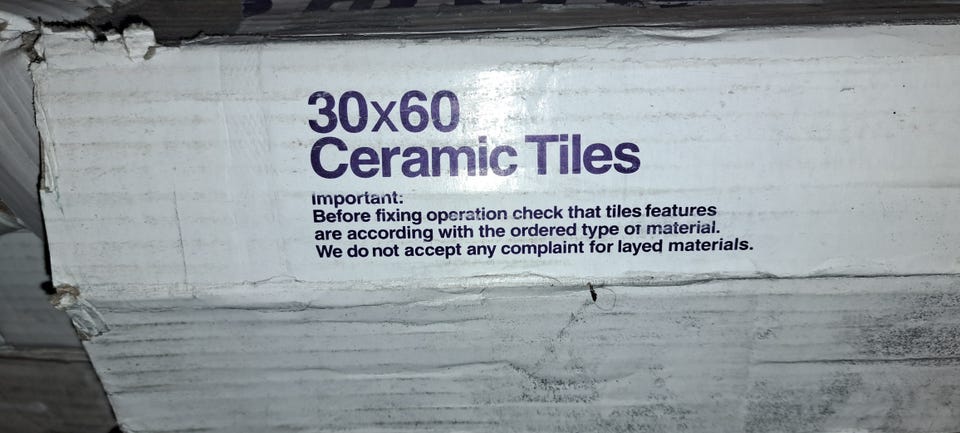 30x60
Ceramic Tiles
Important:
Before fixing operation check that tiles features
are according with the ordered type of material.
We do not accept any complaint for layed materials.